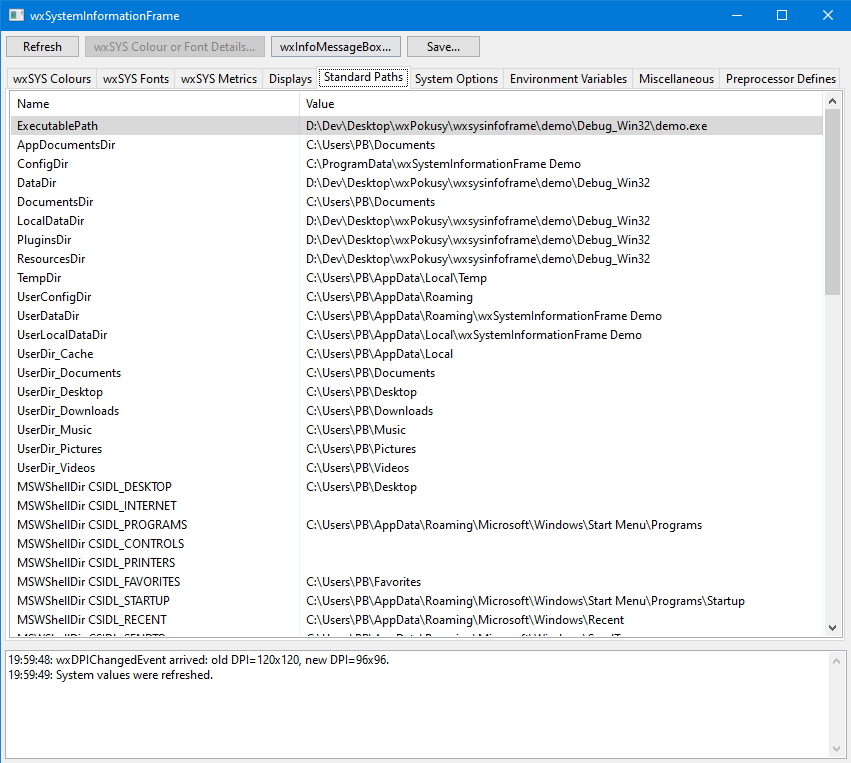 wxSystemInformationFrame
Refresh wxSYS Colour or Font Details... wxInfoMessageBox... Save...
wxSYS Colours wxSYS Fonts wxSYS Metrics Displays Standard Paths System Options Environment Variables Miscellaneous Preprocessor Defines
Name Value
ExecutablePath D:\Dev\Desktop\wxPokusy\wxsysinfoframe\demo\Debug_Win32\demo.exe
AppDocumentsDir C:\Users\PB\Documents
ConfigDir C:\ProgramData\wxSystemInformationFrame Demo
DataDir D:\Dev\Desktop\wxPokusy\wxsysinfoframe\demo\Debug_Win32
DocumentsDir C:\Users\PB\Documents
LocalDataDir D:\Dev\Desktop\wxPokusy\wxsysinfoframe\demo\Debug_Win32
PluginsDir D:\Dev\Desktop\wxPokusy\wxsysinfoframe\demo\Debug_Win32
ResourcesDir D:\Dev\Desktop\wxPokusy\wxsysinfoframe\demo\Debug_Win32
TempDir C:\Users\PB\AppData\Local\Temp
UserConfigDir C:\Users\PB\AppData\Roaming
UserDataDir C:\Users\PB\AppData\Roaming\wxSystemInformationFrame Demo
UserLocalDataDir C:\Users\PB\AppData\Local\wxSystemInformationFrame Demo
UserDir_Cache C:\Users\PB\AppData\Local
UserDir_Documents C:\Users\PB\Documents
UserDir_Desktop C:\Users\PB\Desktop
UserDir_Downloads C:\Users\PB\Downloads
UserDir_Music C:\Users\PB\Music
UserDir_Pictures C:\Users\PB\Pictures
UserDir_Videos C:\Users\PB\Videos
MSWShellDir CSIDL_DESKTOP C:\Users\PB\Desktop
MSWShellDir CSIDL_INTERNET
MSWShellDir CSIDL_PROGRAMS C:\Users\PB\AppData\Roaming\Microsoft\Windows\Start Menu\Programs
MSWShellDir CSIDL_CONTROLS
MSWShellDir CSIDL_PRINTERS
MSWShellDir CSIDL_FAVORITES C:\Users\PB\Favorites
MSWShellDir CSIDL_STARTUP C:\Users\PB\AppData\Roaming\Microsoft\Windows\Start Menu\Programs\Startup
MSWShellDir CSIDL_RECENT C:\Users\PB\AppData\Roaming\Microsoft\Windows\Recent
19:59:48: wxDPIChangedEvent arrived: old DPI=120x120, new DPI=96x96.
19:59:49: System values were refreshed.